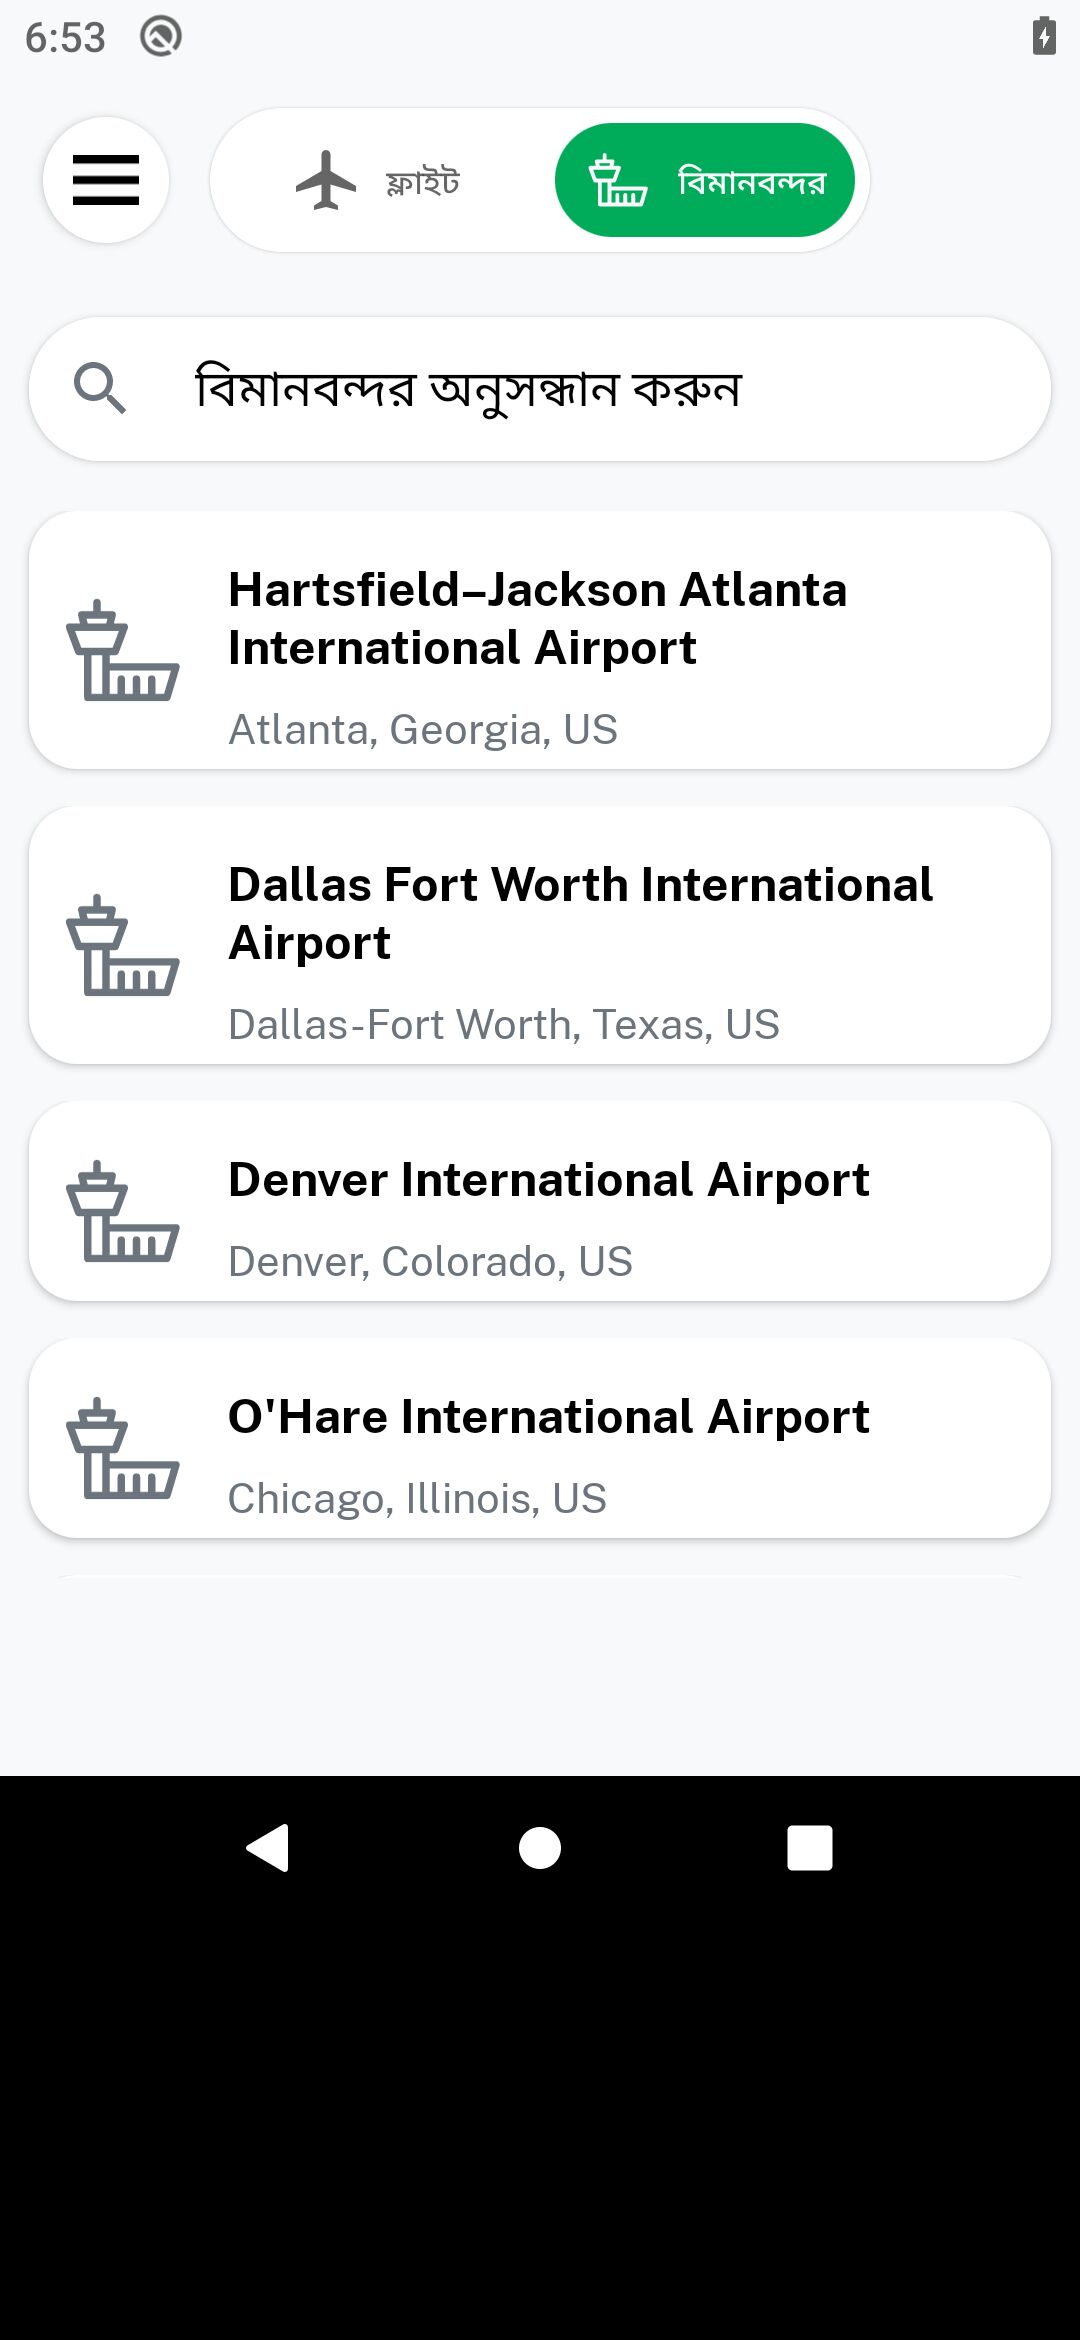 6:53
ফ্লাইট
বিমানবন্দর
বিমানবন্দর অনুসন্ধান করুন
Hartsfield–Jackson Atlanta
International Airport
Atlanta, Georgia, US
Dallas Fort Worth International
Airport
Dallas-Fort Worth, Texas, US
Denver International Airport
Denver, Colorado, US
O'Hare International Airport
Chicago, Illinois, US